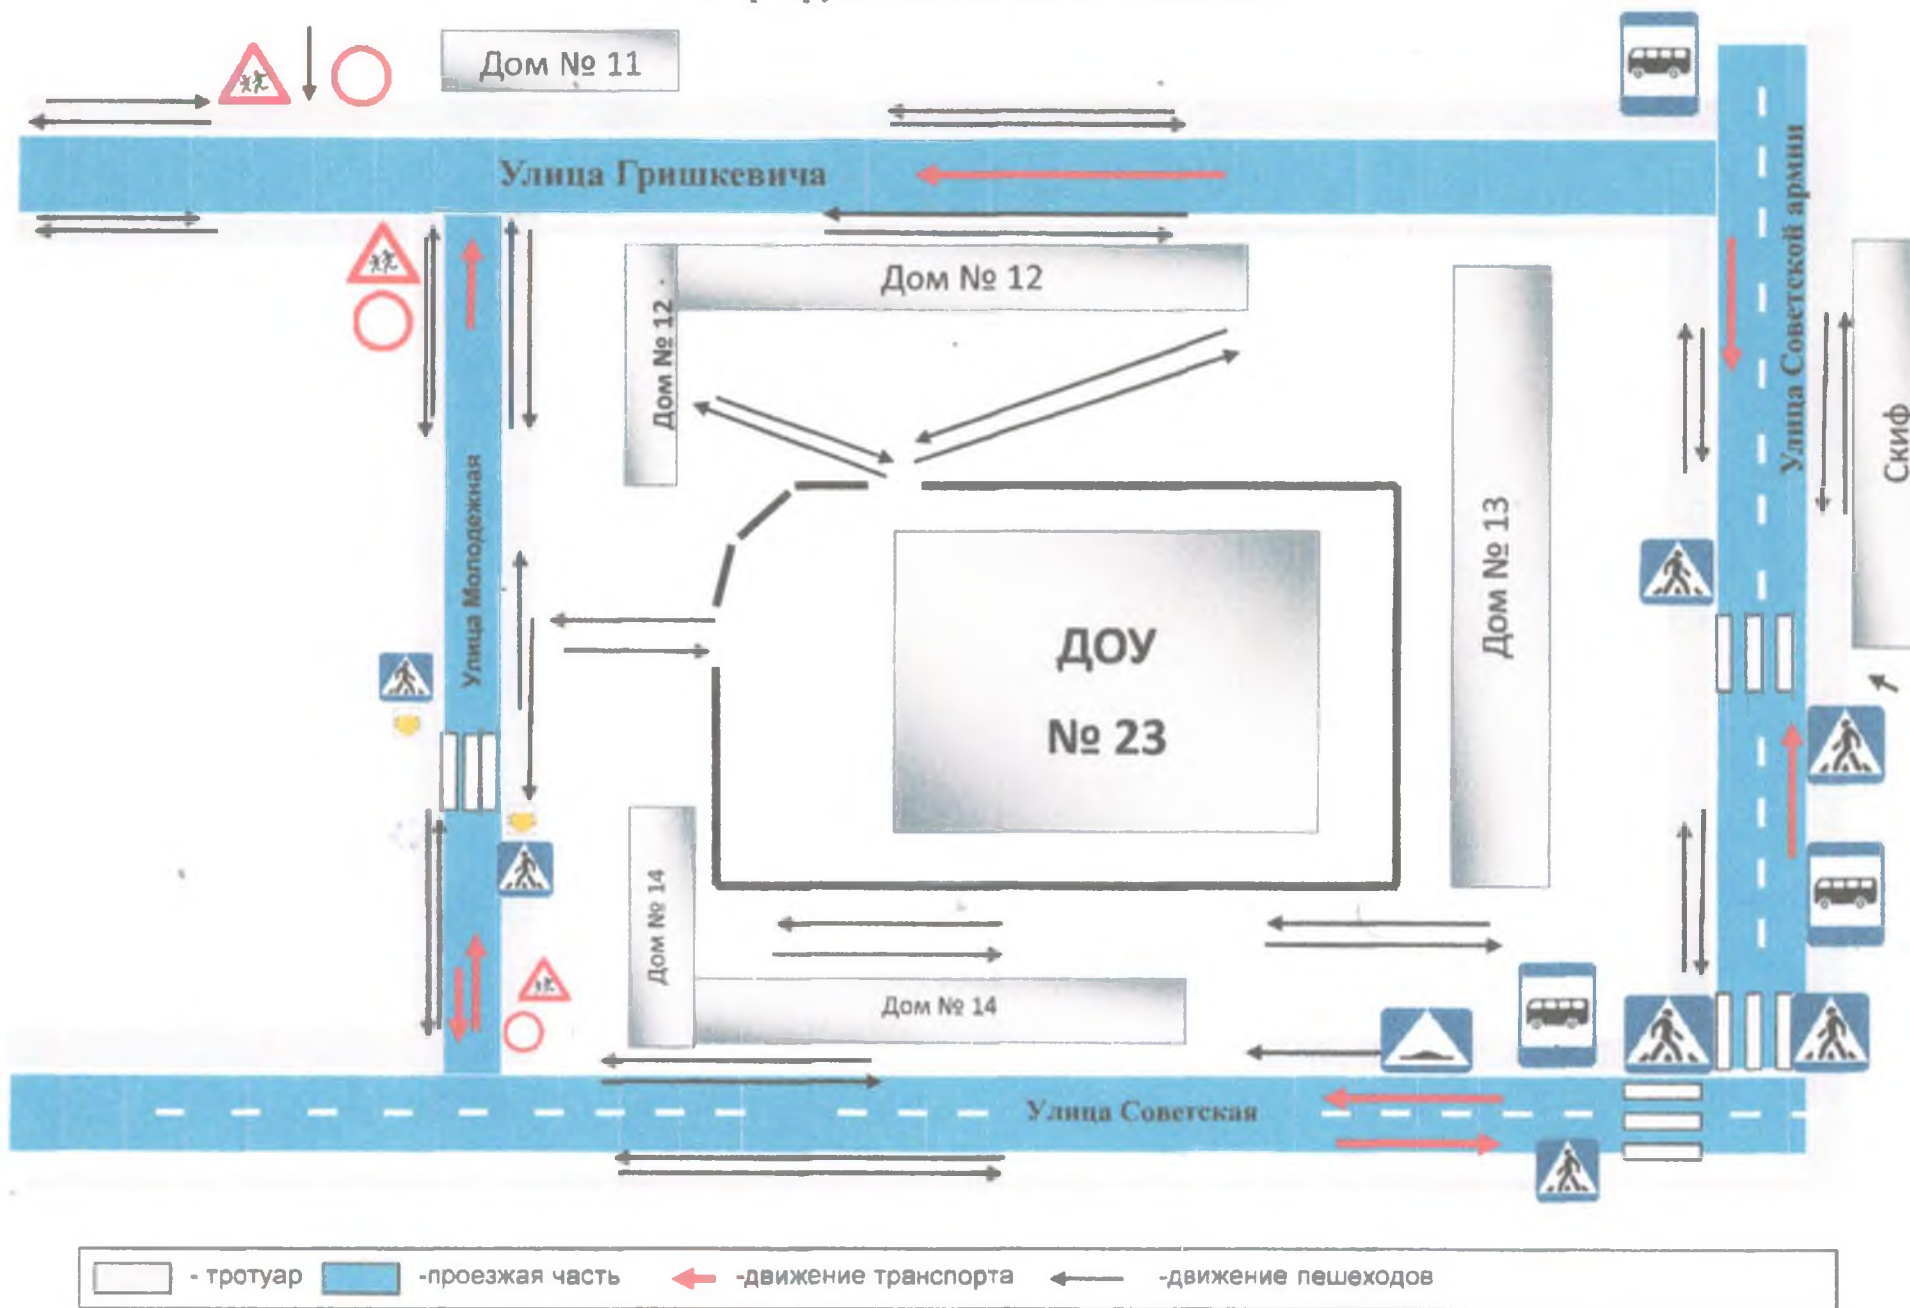 Дом № 11
Улица Гришкевича
Улица Советской армии
Дом № 12
Дом № 12
Скиф
Улица Молодежная
Дом № 13
ДОУ
№ 23
Дом № 14
Дом № 14
Улица Советская
- тротуар
-проезжая часть
-движение транспорта
-движение пешеходов